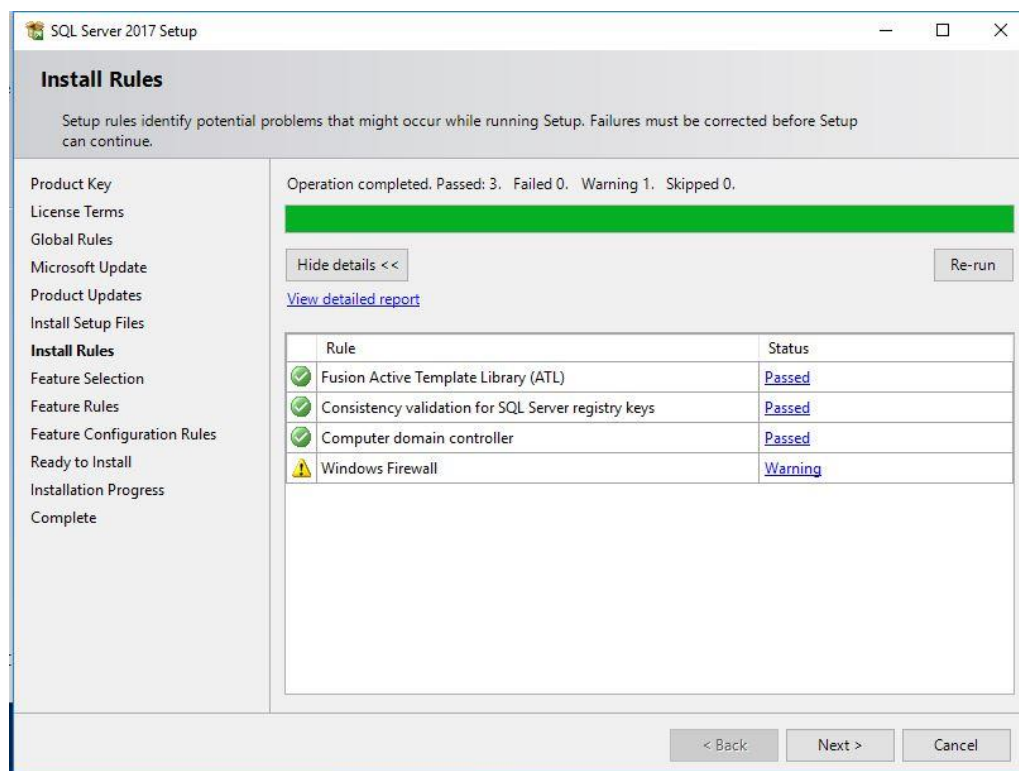 SQL Server 2017 Setup
Install Rules
Setup rules identify potential problems that might occur while running Setup. Failures must be corrected before Setup
can continue.
Product Key
License Terms
Global Rules
Microsoft Update
Product Updates
Install Setup Files
Install Rules
Feature Selection
Feature Rules
Feature Configuration Rules
Ready to Install
Installation Progress
Complete
Operation completed. Passed: 3. Failed 0. Warning 1. Skipped 0.
Hide details <<
Re-run
View detailed report
Rule Status
Fusion Active Template Library (ATL) Passed
Consistency validation for SQL Server registry keys Passed
Computer domain controller Passed
Windows Firewall Warning
< Back Next > Cancel